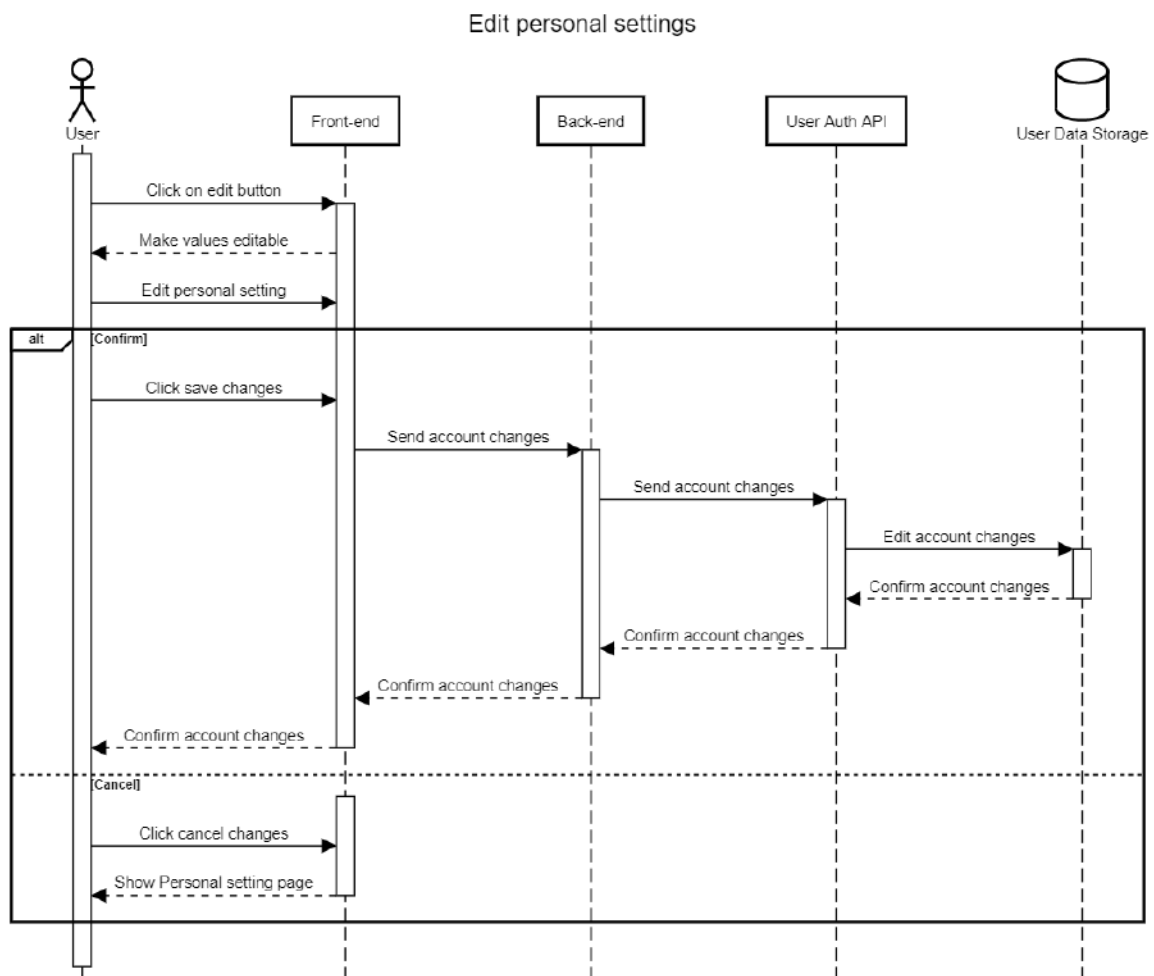 Edit personal settings
User
Front-end
Back-end
User Auth API
User Data Storage
Click on edit button
Make values editable
Edit personal setting
alt
[Confirm]
Click save changes
Send account changes
Send account changes
Edit account changes
Confirm account changes
Confirm account changes
Confirm account changes
Confirm account changes
[Cancel]
Click cancel changes
Show Personal setting page